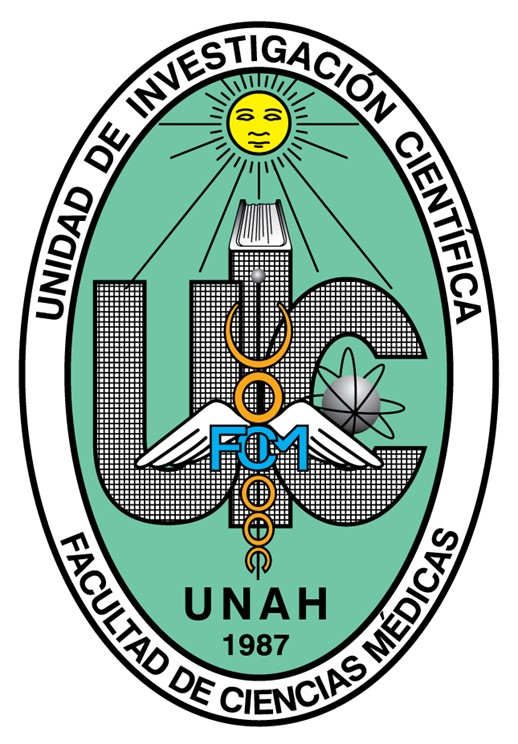 UNIDAD DE INVESTIGACIÓN CIENTÍFICA
UIC
FCM
UNAH
1987
FACULTAD DE CIENCIAS MÉDICAS